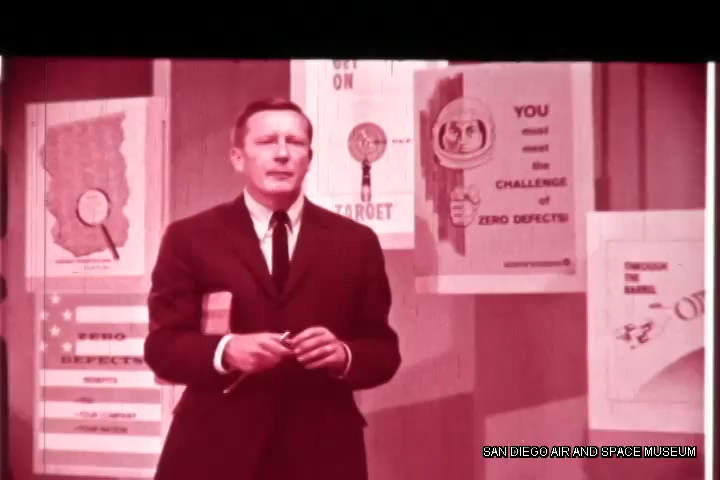 GET
ON
TARGET
YOU
must
meet
the
CHALLENGE
of
ZERO DEFECTS!
THROUGH
THE
BARREL
ZERO
DEFECTS
BENEFITS
YOU
YOUR COMPANY
YOUR NATION
SAN DIEGO AIR AND SPACE MUSEUM